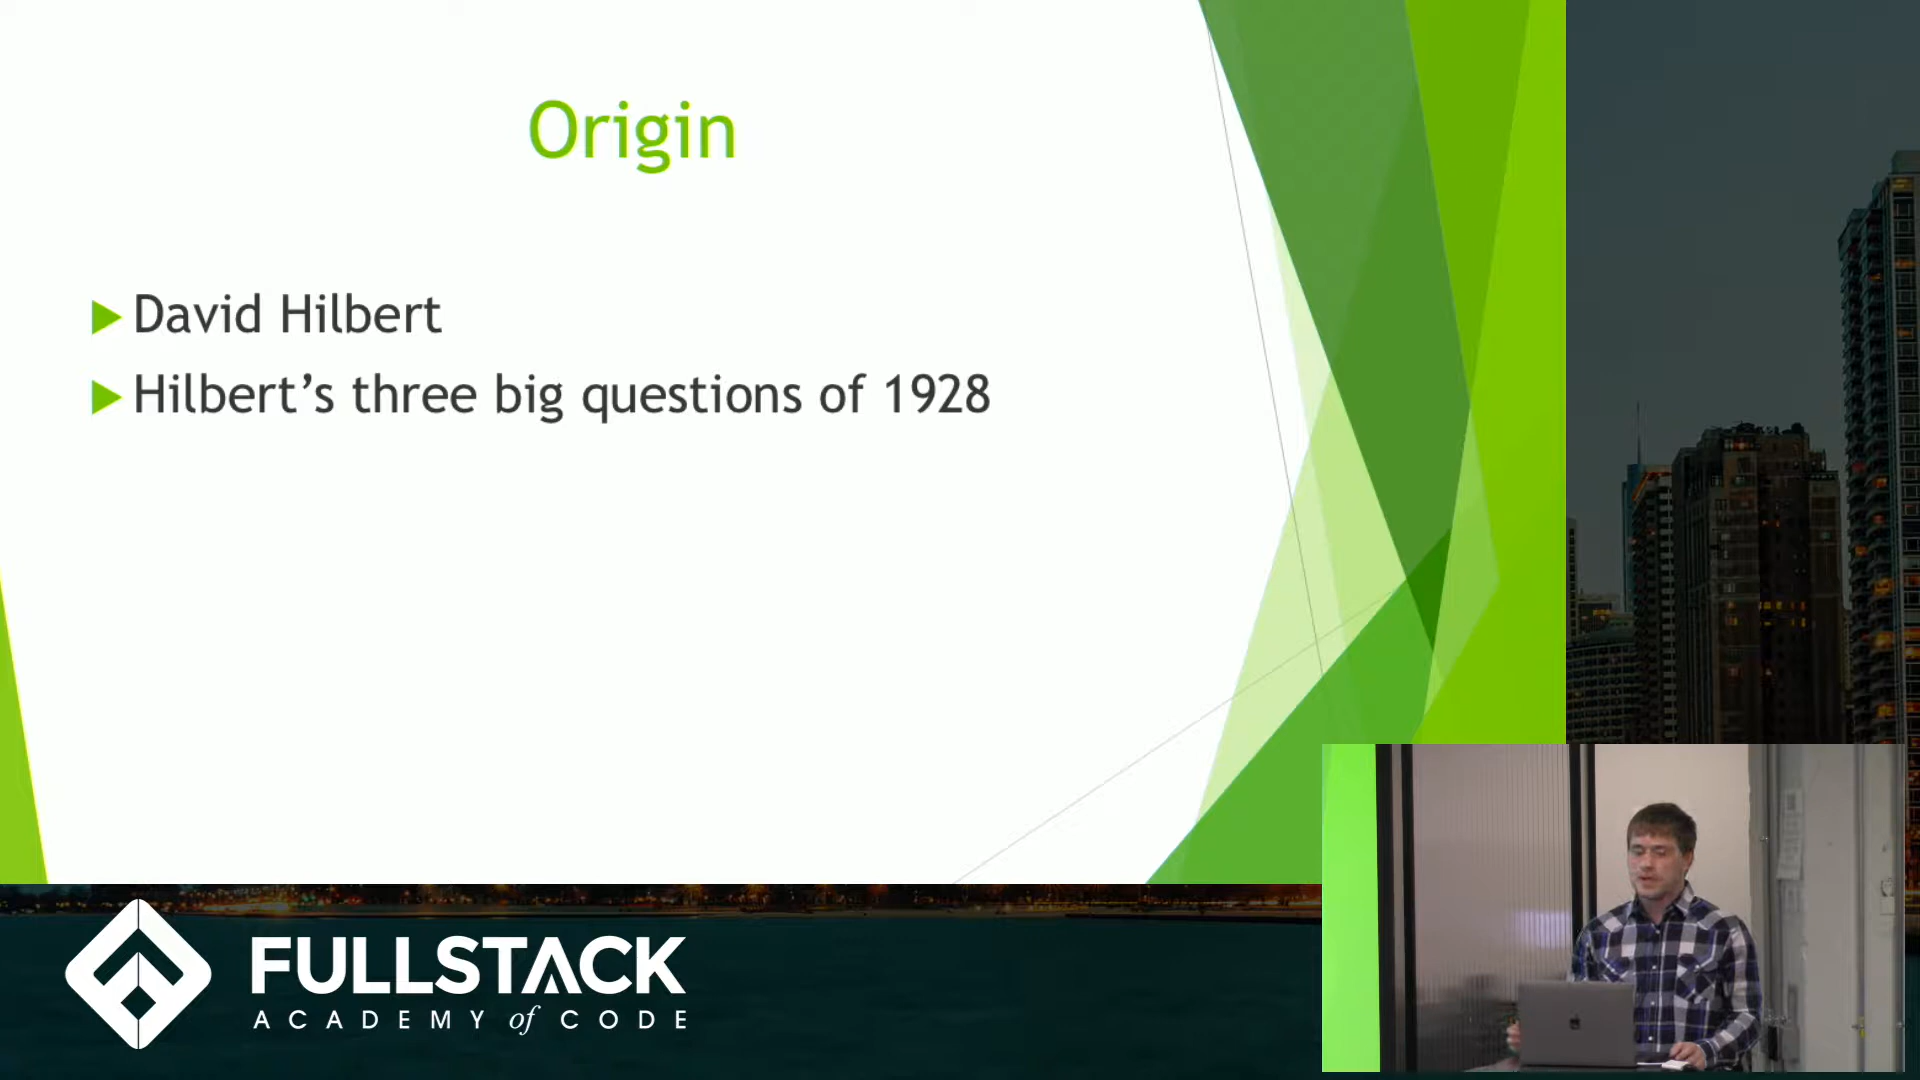 Origin
David Hilbert
Hilbert’s three big questions of 1928
FULLSTACK
ACADEMY of CODE